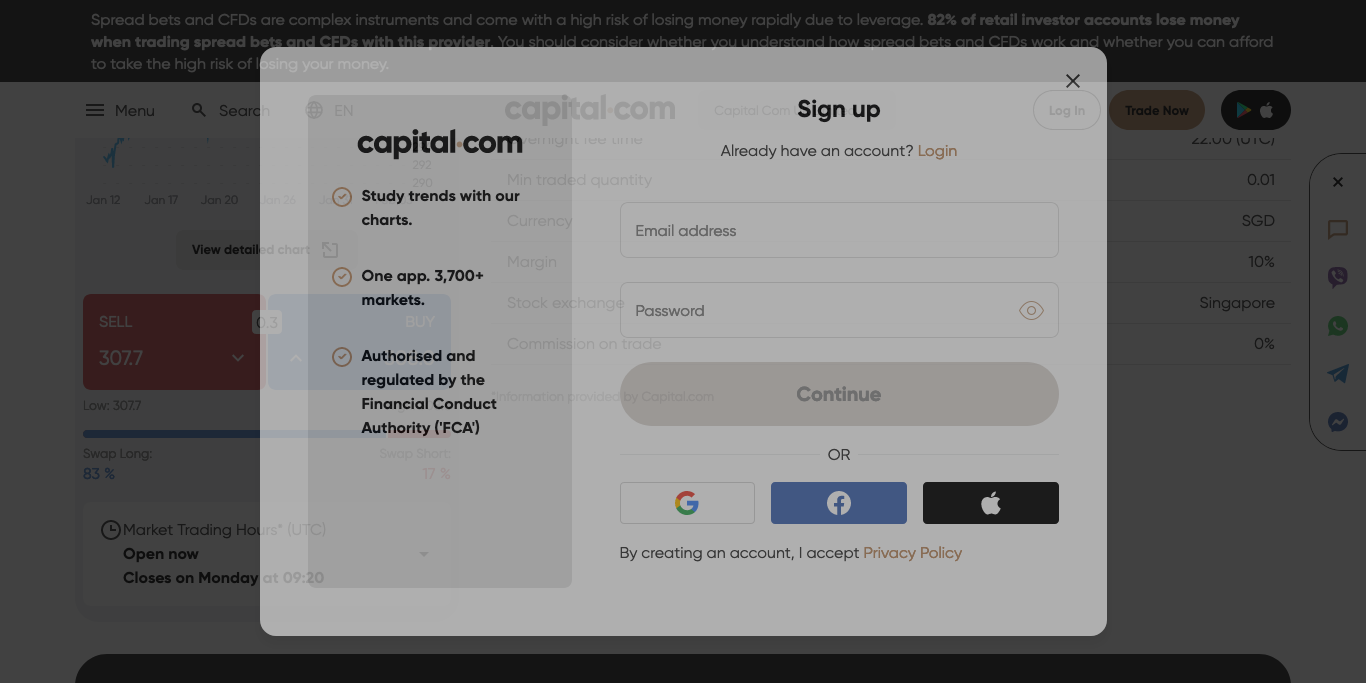 Spread bets and CFDs are complex instruments and come with a high risk of losing money rapidly due to leverage. 82% of retail investor accounts lose money
when trading spread bets and CFDs with this provider. You should consider whether you understand how spread bets and CFDs work and whether you can afford
to take the high risk of losing your money.
Menu
Search
EN
capital.com
Capital Com
Log In
Trade Now
Overnight fee time
22:00 (UTC)
Min traded quantity
0.01
Currency
SGD
Margin
10%
Stock exchange
Singapore
Commission on trade
0%
*Information provided by Capital.com
292
290
Jan 12
Jan 17
Jan 20
Jan 26
View detailed chart
SELL
307.7
0.3
BUY
Low: 307.7
Swap Long:
83 %
Swap Short:
17 %
Market Trading Hours* (UTC)
Open now
Closes on Monday at 09:20
capital.com
Study trends with our
charts.
One app. 3,700+
markets.
Authorised and
regulated by the
Financial Conduct
Authority ('FCA')
Sign up
Already have an account? Login
Email address
Password
Continue
OR
By creating an account, I accept Privacy Policy